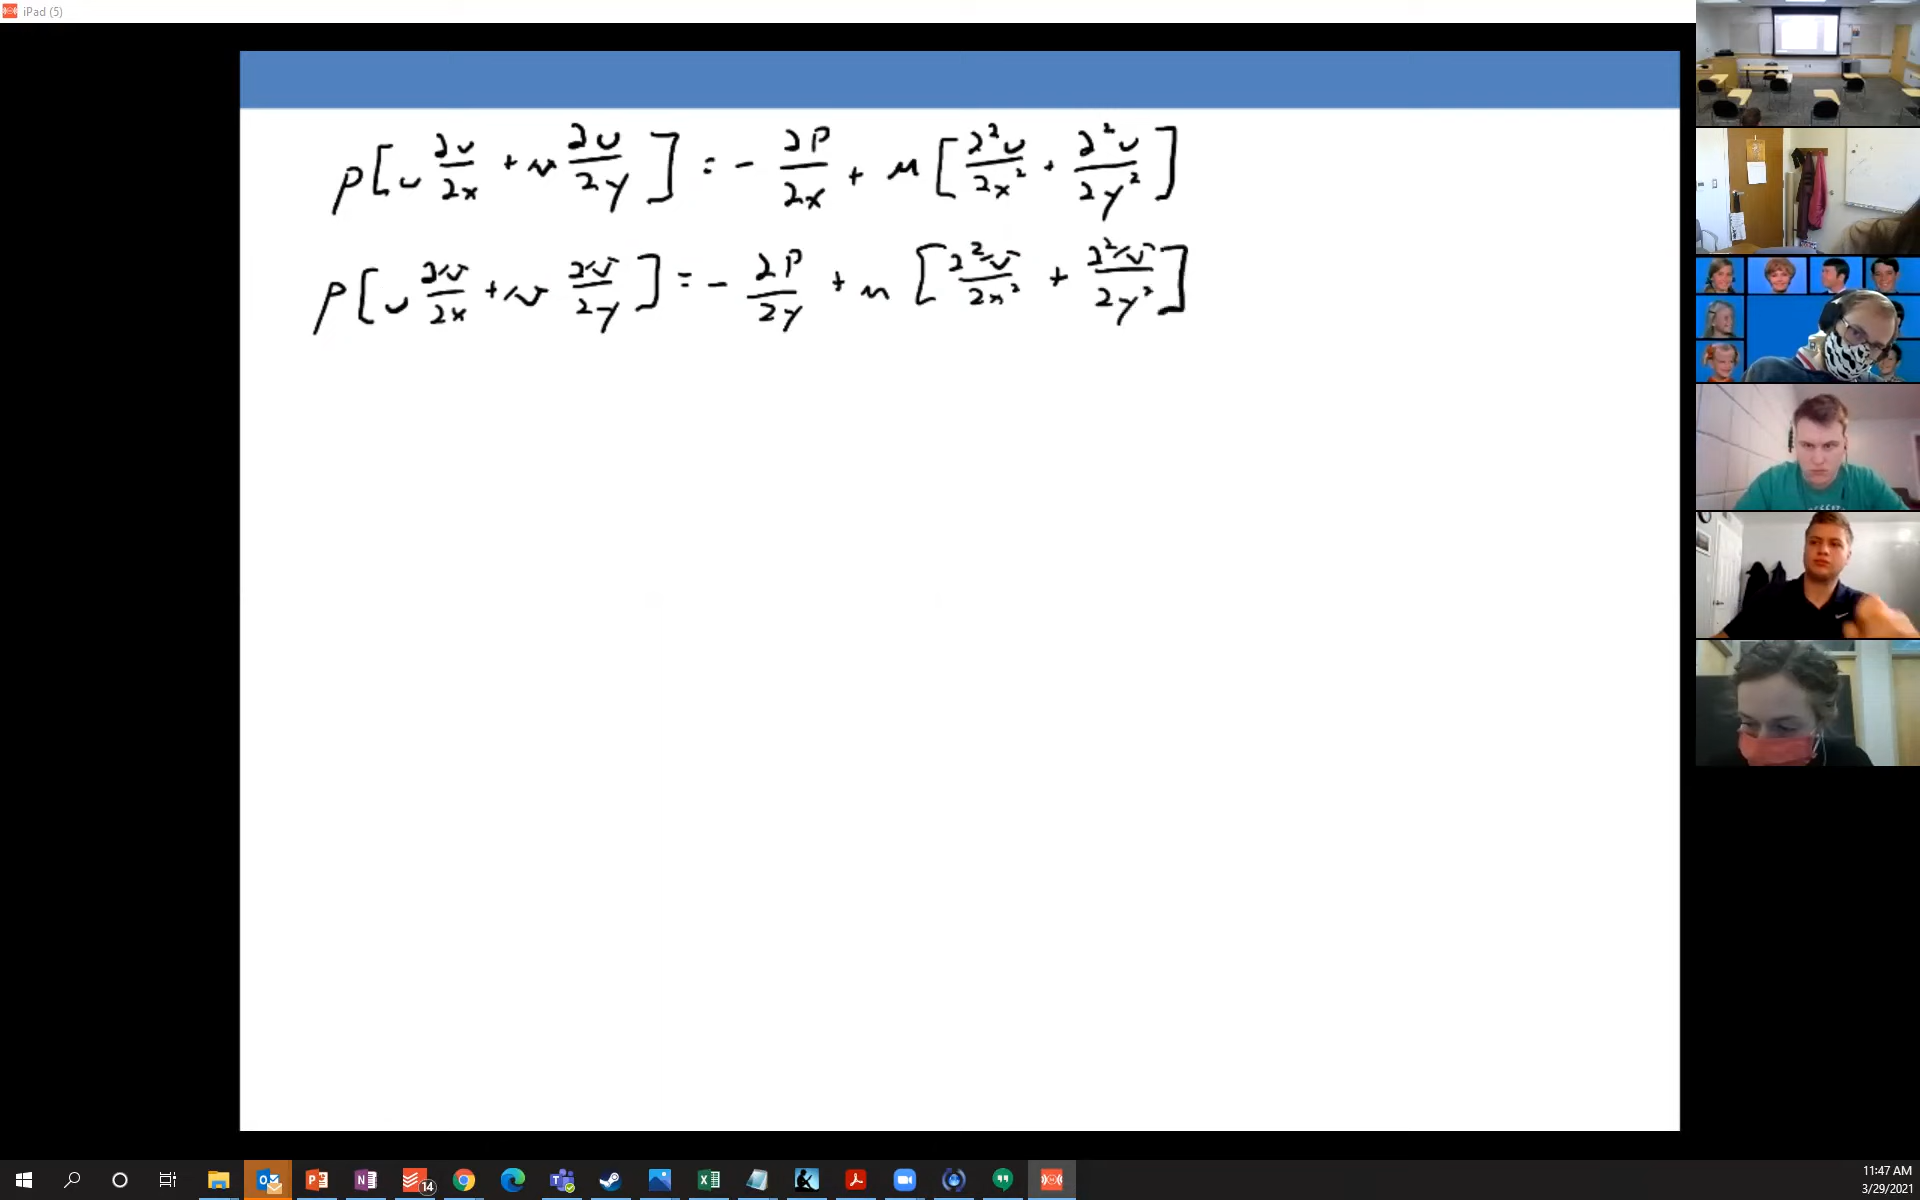 iPad (5)
ρ[u ∂u/∂x + v ∂u/∂y] = - ∂P/∂x + μ[∂²u/∂x² + ∂²u/∂y²]
ρ[u ∂v/∂x + v ∂v/∂y] = - ∂P/∂y + μ[∂²v/∂x² + ∂²v/∂y²]
14
11:47 AM
3/29/2021